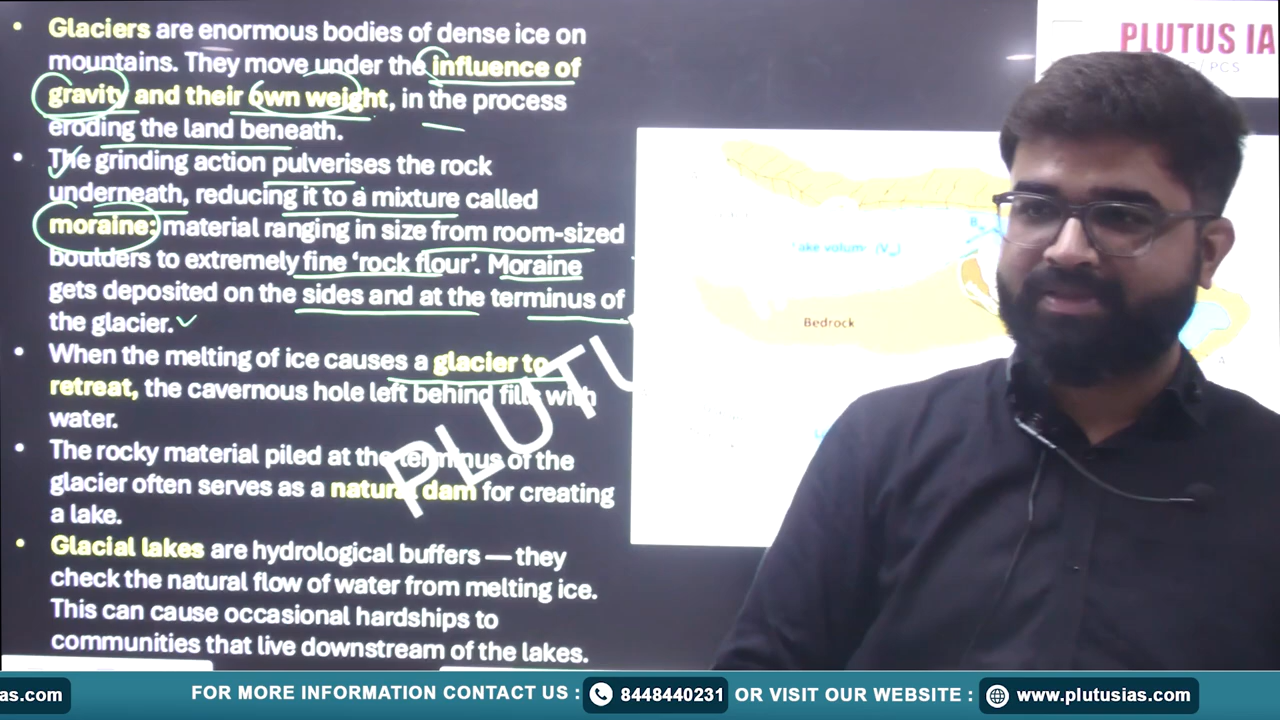 • Glaciers are enormous bodies of dense ice on
mountains. They move under the influence of
gravity and their own weight, in the process
eroding the land beneath.
• The grinding action pulverises the rock
underneath, reducing it to a mixture called
moraine: material ranging in size from room-sized
boulders to extremely fine ‘rock flour’. Moraine
gets deposited on the sides and at the terminus of
the glacier.
• When the melting of ice causes a glacier to
retreat, the cavernous hole left behind fills with
water.
• The rocky material piled at the terminus of the
glacier often serves as a natural dam for creating
a lake.
• Glacial lakes are hydrological buffers — they
check the natural flow of water from melting ice.
This can cause occasional hardships to
communities that live downstream of the lakes.
PLUTU
PLUTUS IA
/ PCS
Lake volume
Bedrock
as.com
FOR MORE INFORMATION CONTACT US :
8448440231
OR VISIT OUR WEBSITE :
www.plutusias.com